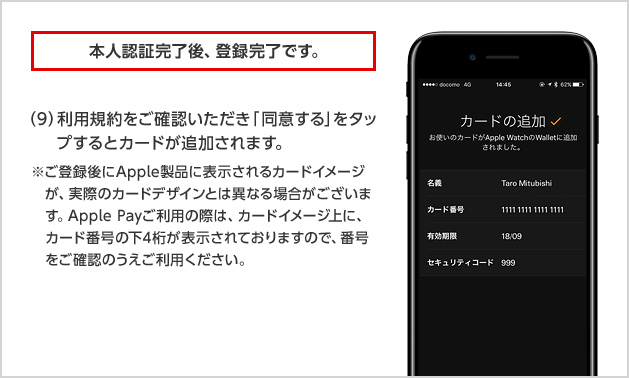 本人認証完了後、登録完了です。
(9)利用規約をご確認いただき「同意する」をタッ
プするとカードが追加されます。
※ご登録後にApple製品に表示されるカードイメージ
が、実際のカードデザインとは異なる場合がございま
す。Apple Payご利用の際は、カードイメージ上に、
カード番号の下4桁が表示されておりますので、番号
をご確認のうえご利用ください。
docomo 4G 14:45 62%
カードの追加
お使いのカードがApple WatchのWalletに追加
されました。
名義 Taro Mitubishi
カード番号 1111 1111 1111 1111
有効期限 18/09
セキュリティコード 999